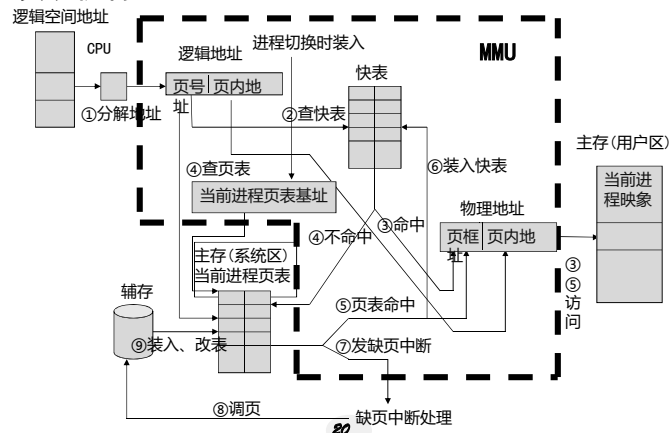 逻辑空间地址
CPU
逻辑地址
进程切换时装入
MMU
快表
页号
页内地
址
①分解地址
②查快表
主存(用户区)
④查页表
⑥装入快表
当前进
程映象
当前进程页表基址
物理地址
③命中
④不命中
页框
页内地
址
主存(系统区)
当前进程页表
③
⑤
访
问
辅存
⑤页表命中
⑨装入、改表
⑦发缺页中断
⑧调页
缺页中断处理
20